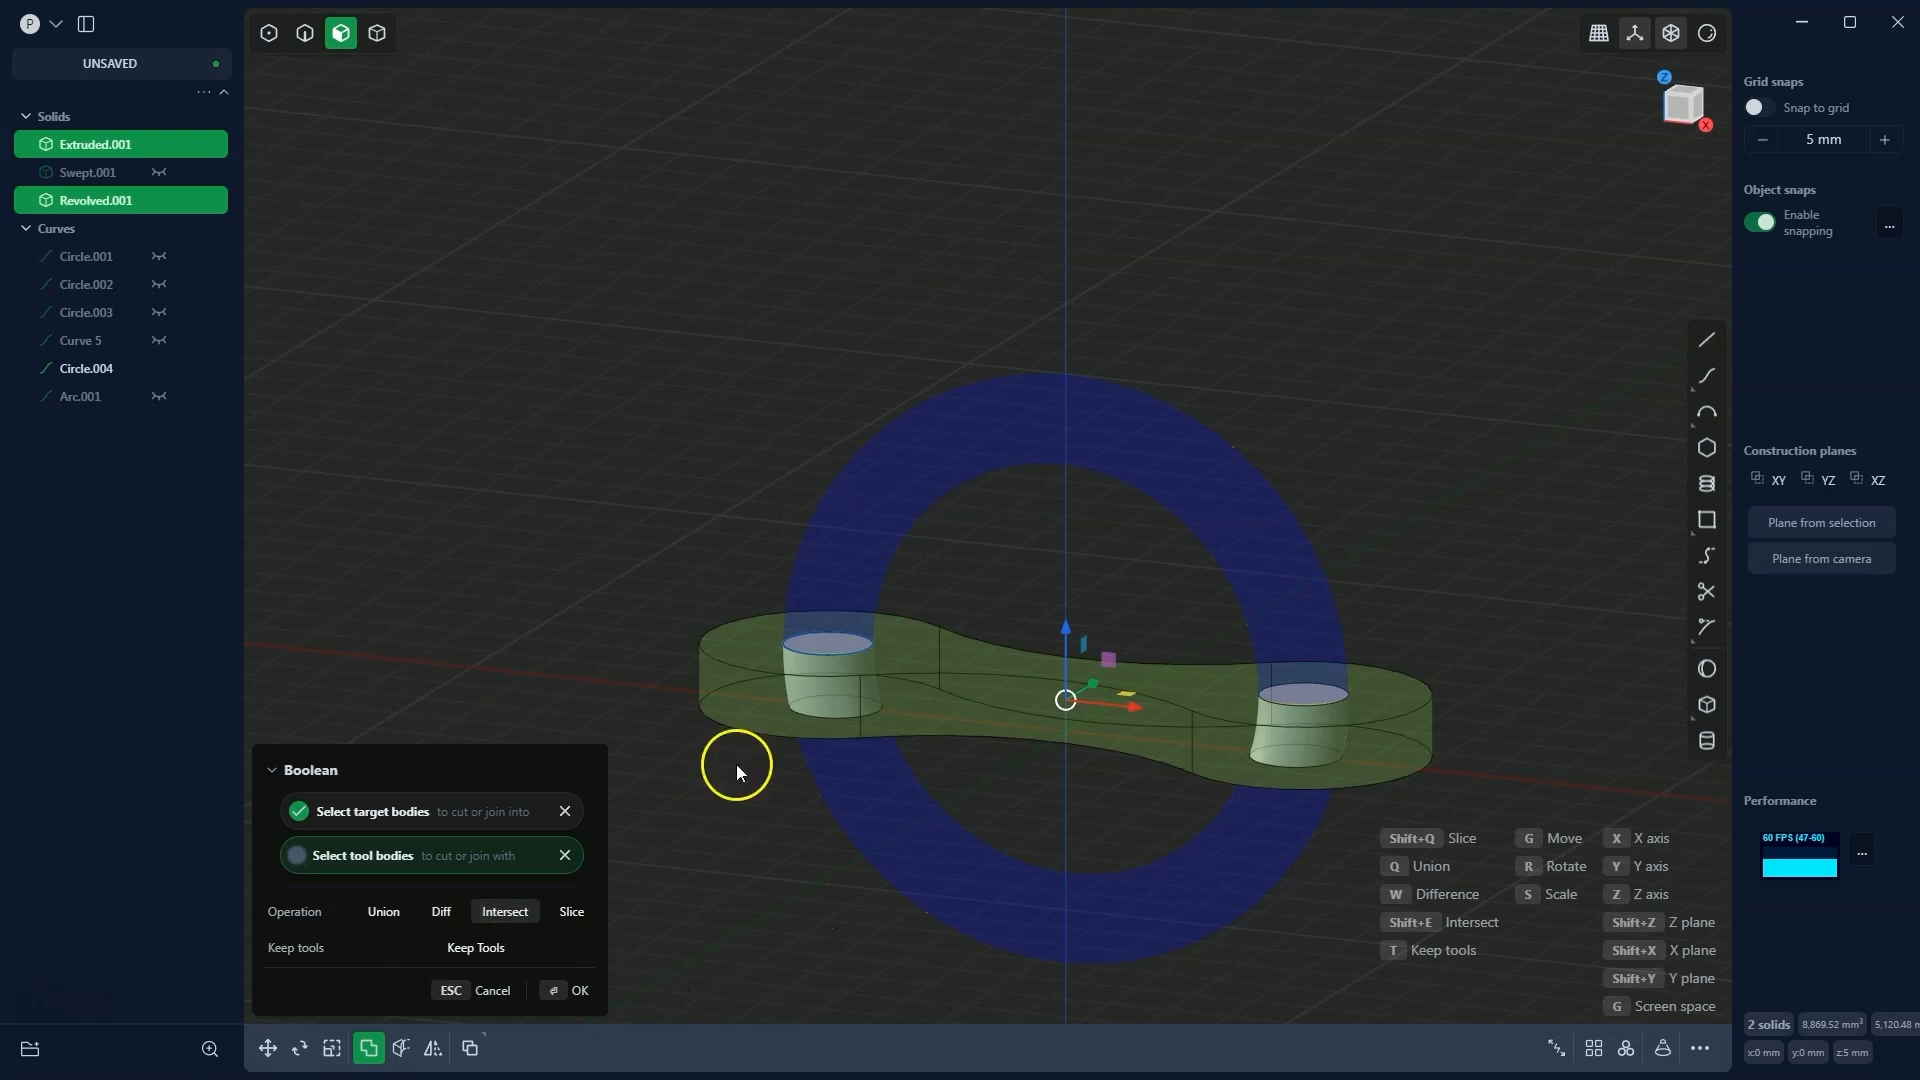 P
UNSAVED
Solids
Extruded.001
Swept.001
Revolved.001
Curves
Circle.001
Circle.002
Circle.003
Curve 5
Circle.004
Arc.001
Z
X
Grid snaps
Snap to grid
5 mm
Object snaps
Enable snapping
...
Construction planes
XY YZ XZ
Plane from selection
Plane from camera
Performance
60 FPS (47-60)
...
Boolean
Select target bodies to cut or join into
Select tool bodies to cut or join with
Operation Union Diff Intersect Slice
Keep tools Keep Tools
ESC Cancel OK
Shift+Q Slice G Move X X axis
Q Union R Rotate Y Y axis
W Difference S Scale Z Z axis
Shift+E Intersect Shift+Z Z plane
T Keep tools Shift+X X plane
Shift+Y Y plane
G Screen space
2 solids 8,869.52 mm³ 5,120.48 m
x:0 mm y:0 mm z:5 mm